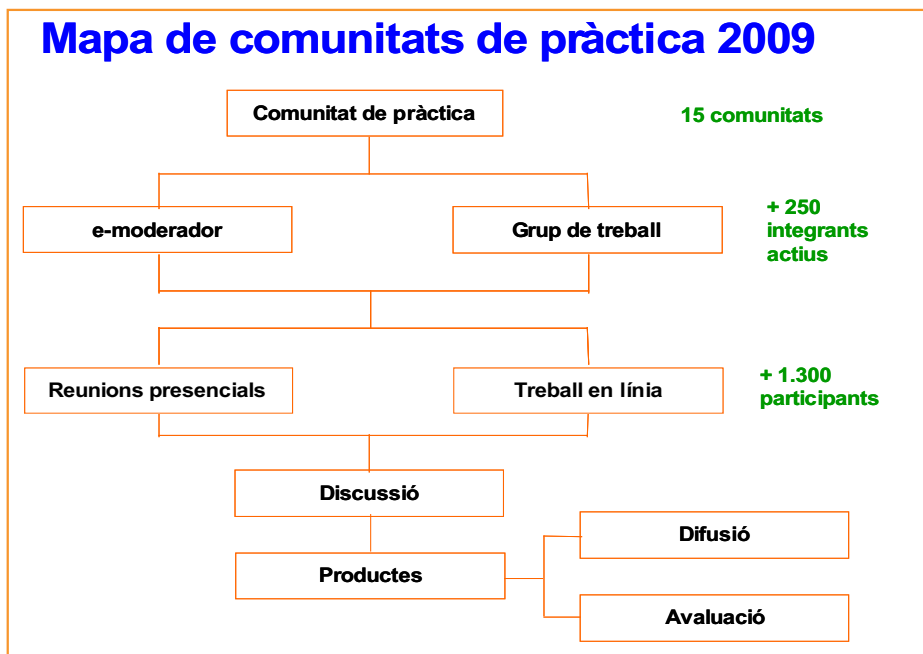 Mapa de comunitats de pràctica 2009
Comunitat de pràctica
15 comunitats
e-moderador
Grup de treball
+ 250
integrants
actius
Reunions presencials
Treball en línia
+ 1.300
participants
Discussió
Difusió
Productes
Avaluació